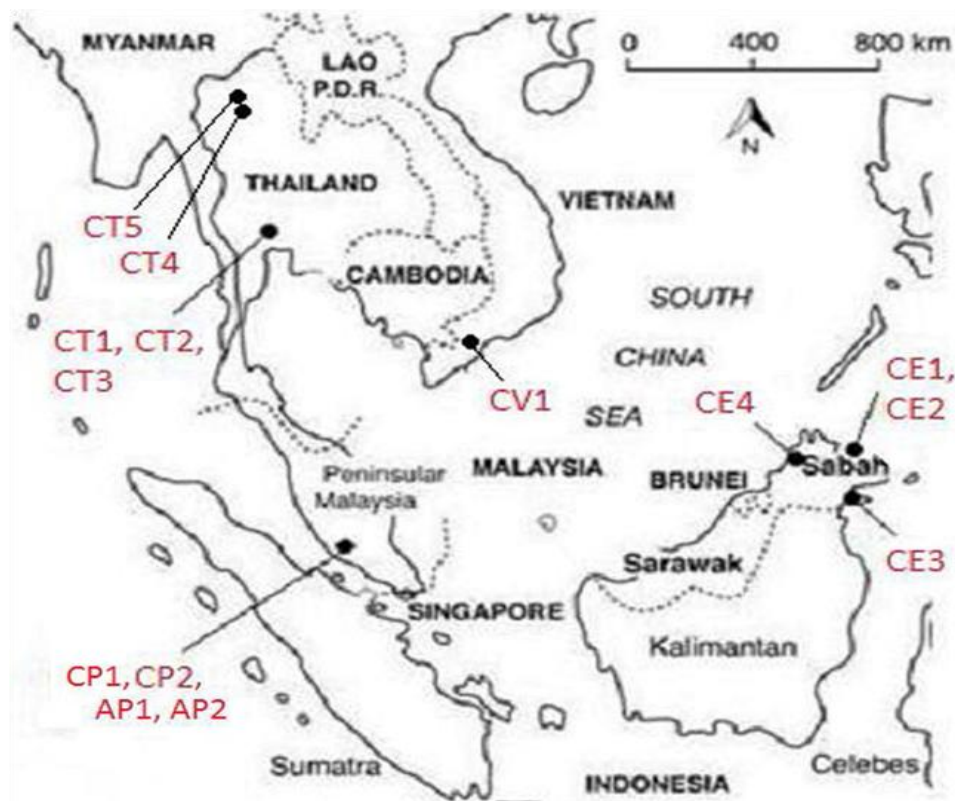 MYANMAR
LAO
P.D.R.
0 400 800 km
N
THAILAND
VIETNAM
CT5
CT4
CAMBODIA
SOUTH
CHINA
SEA
CT1, CT2,
CT3
CV1
CE4
CE1,
CE2
Peninsular
Malaysia
MALAYSIA
BRUNEI
Sabah
Sarawak
CE3
SINGAPORE
Kalimantan
CP1, CP2,
AP1, AP2
Sumatra
INDONESIA
Celebes